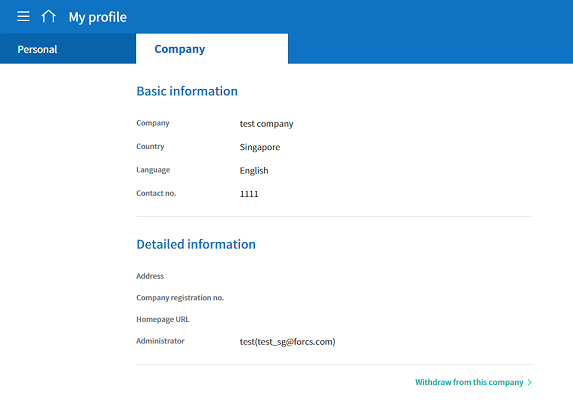 My profile
Personal
Company
Basic information
Company test company
Country Singapore
Language English
Contact no. 1111
Detailed information
Address
Company registration no.
Homepage URL
Administrator test(test_sg@forcs.com)
Withdraw from this company